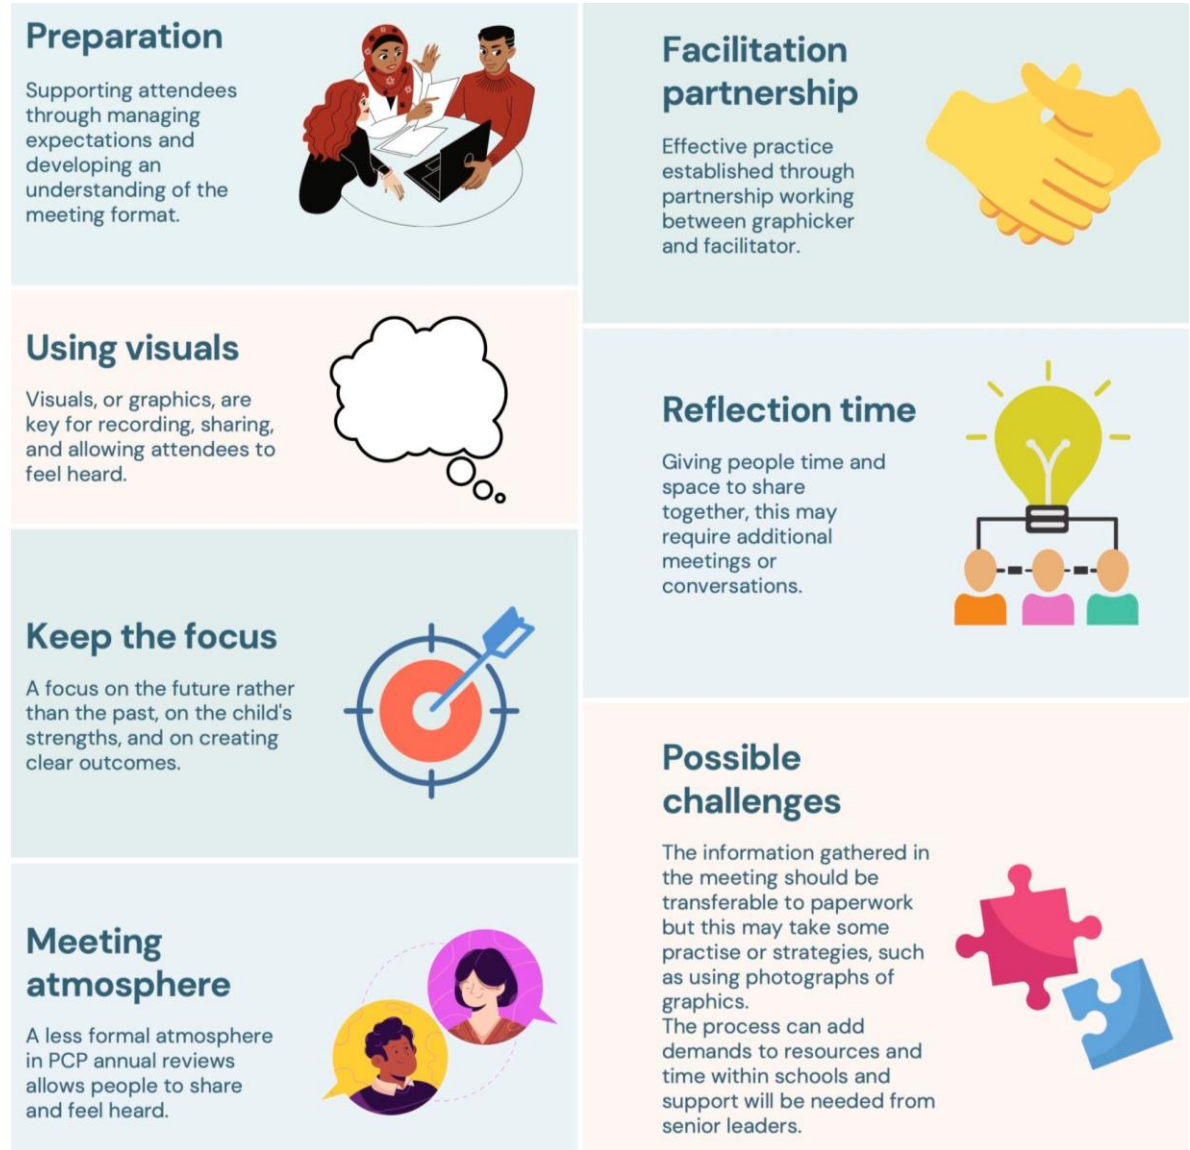 Preparation
Supporting attendees
through managing
expectations and
developing an
understanding of the
meeting format.
Using visuals
Visuals, or graphics, are
key for recording, sharing,
and allowing attendees to
feel heard.
Keep the focus
A focus on the future rather
than the past, on the child's
strengths, and on creating
clear outcomes.
Meeting
atmosphere
A less formal atmosphere
in PCP annual reviews
allows people to share
and feel heard.
Facilitation
partnership
Effective practice
established through
partnership working
between graphicker
and facilitator.
Reflection time
Giving people time and
space to share
together, this may
require additional
meetings or
conversations.
Possible
challenges
The information gathered in
the meeting should be
transferable to paperwork
but this may take some
practise or strategies, such
as using photographs of
graphics.
The process can add
demands to resources and
time within schools and
support will be needed from
senior leaders.